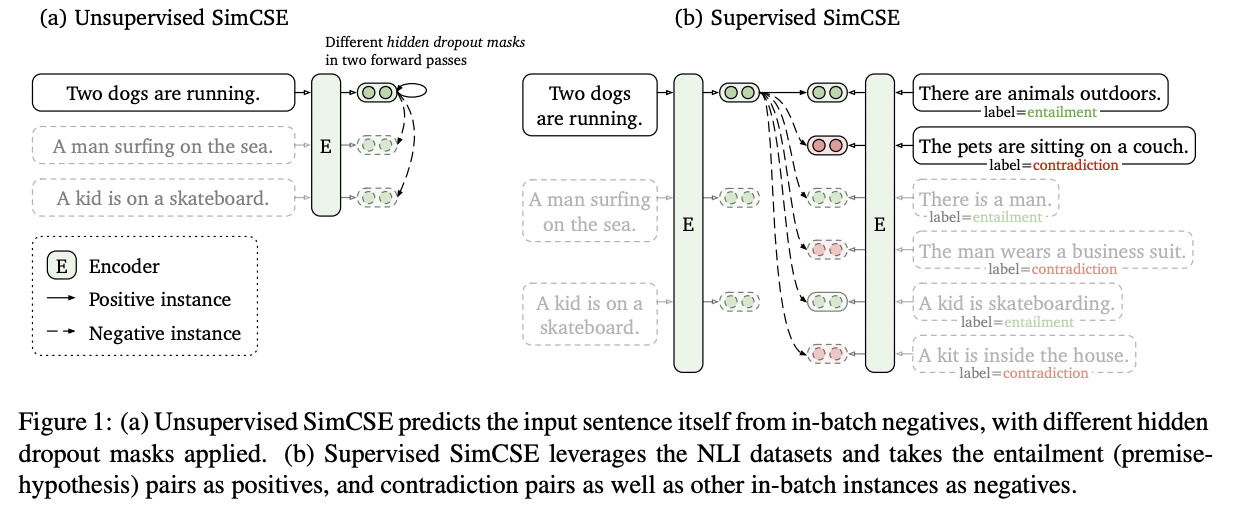 (a) Unsupervised SimCSE
Different hidden dropout masks
in two forward passes
Two dogs are running.
A man surfing on the sea.
A kid is on a skateboard.
E
E Encoder
Positive instance
Negative instance
(b) Supervised SimCSE
Two dogs
are running.
A man surfing
on the sea.
A kid is on a
skateboard.
E
E
There are animals outdoors.
label=entailment
The pets are sitting on a couch.
label=contradiction
There is a man.
label=entailment
The man wears a business suit.
label=contradiction
A kid is skateboarding.
label=entailment
A kit is inside the house.
label=contradiction
Figure 1: (a) Unsupervised SimCSE predicts the input sentence itself from in-batch negatives, with different hidden
dropout masks applied. (b) Supervised SimCSE leverages the NLI datasets and takes the entailment (premise-
hypothesis) pairs as positives, and contradiction pairs as well as other in-batch instances as negatives.